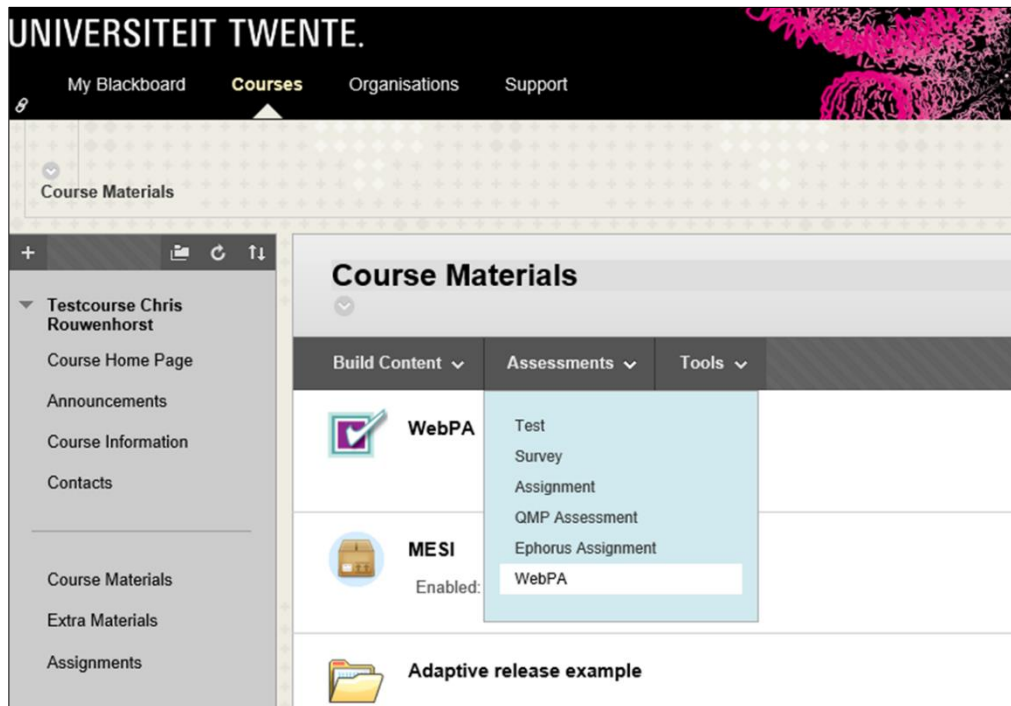 UNIVERSITEIT TWENTE.
My Blackboard Courses Organisations Support
Course Materials
Testcourse Chris
Rouwenhorst
Course Home Page
Announcements
Course Information
Contacts
Course Materials
Extra Materials
Assignments
Course Materials
Build Content Assessments Tools
WebPA
Test
Survey
Assignment
QMP Assessment
Ephorus Assignment
WebPA
MESI
Enabled:
Adaptive release example